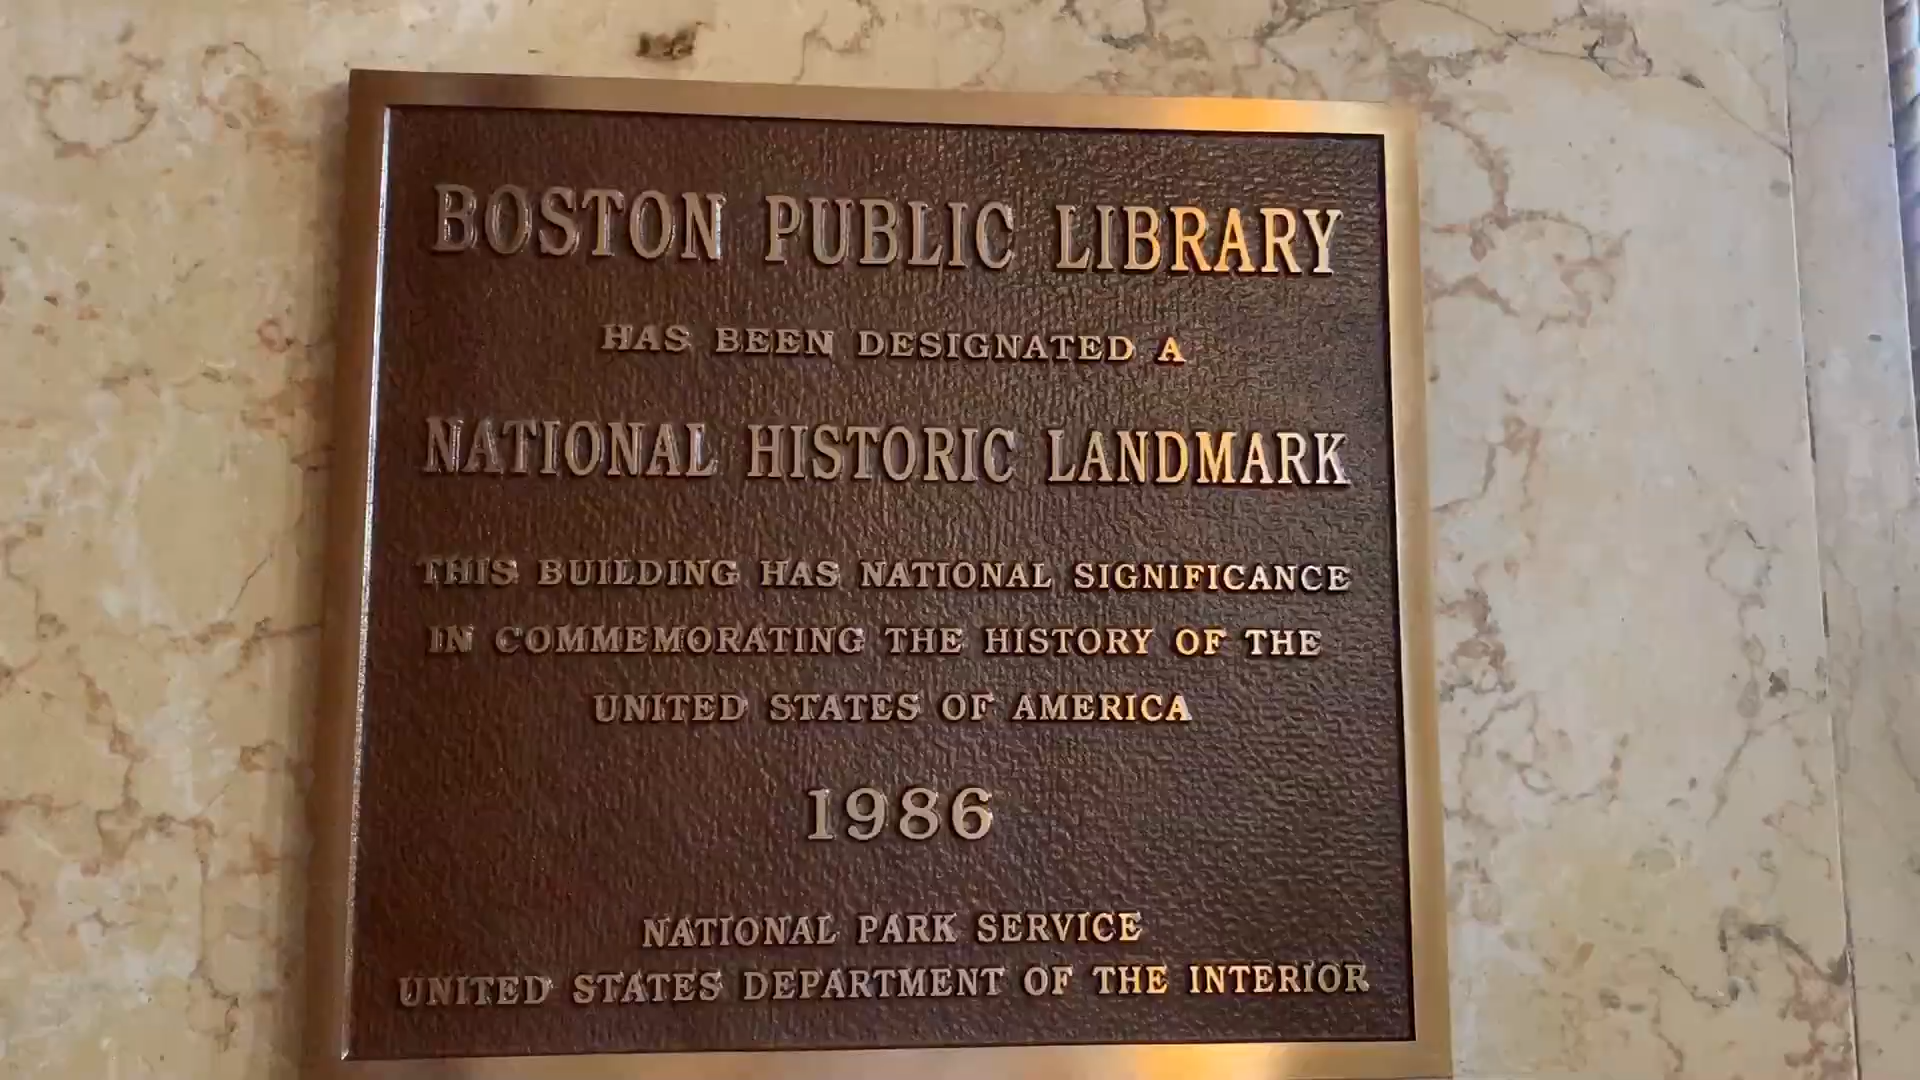 BOSTON PUBLIC LIBRARY
HAS BEEN DESIGNATED A
NATIONAL HISTORIC LANDMARK
THIS BUILDING HAS NATIONAL SIGNIFICANCE
IN COMMEMORATING THE HISTORY OF THE
UNITED STATES OF AMERICA
1986
NATIONAL PARK SERVICE
UNITED STATES DEPARTMENT OF THE INTERIOR